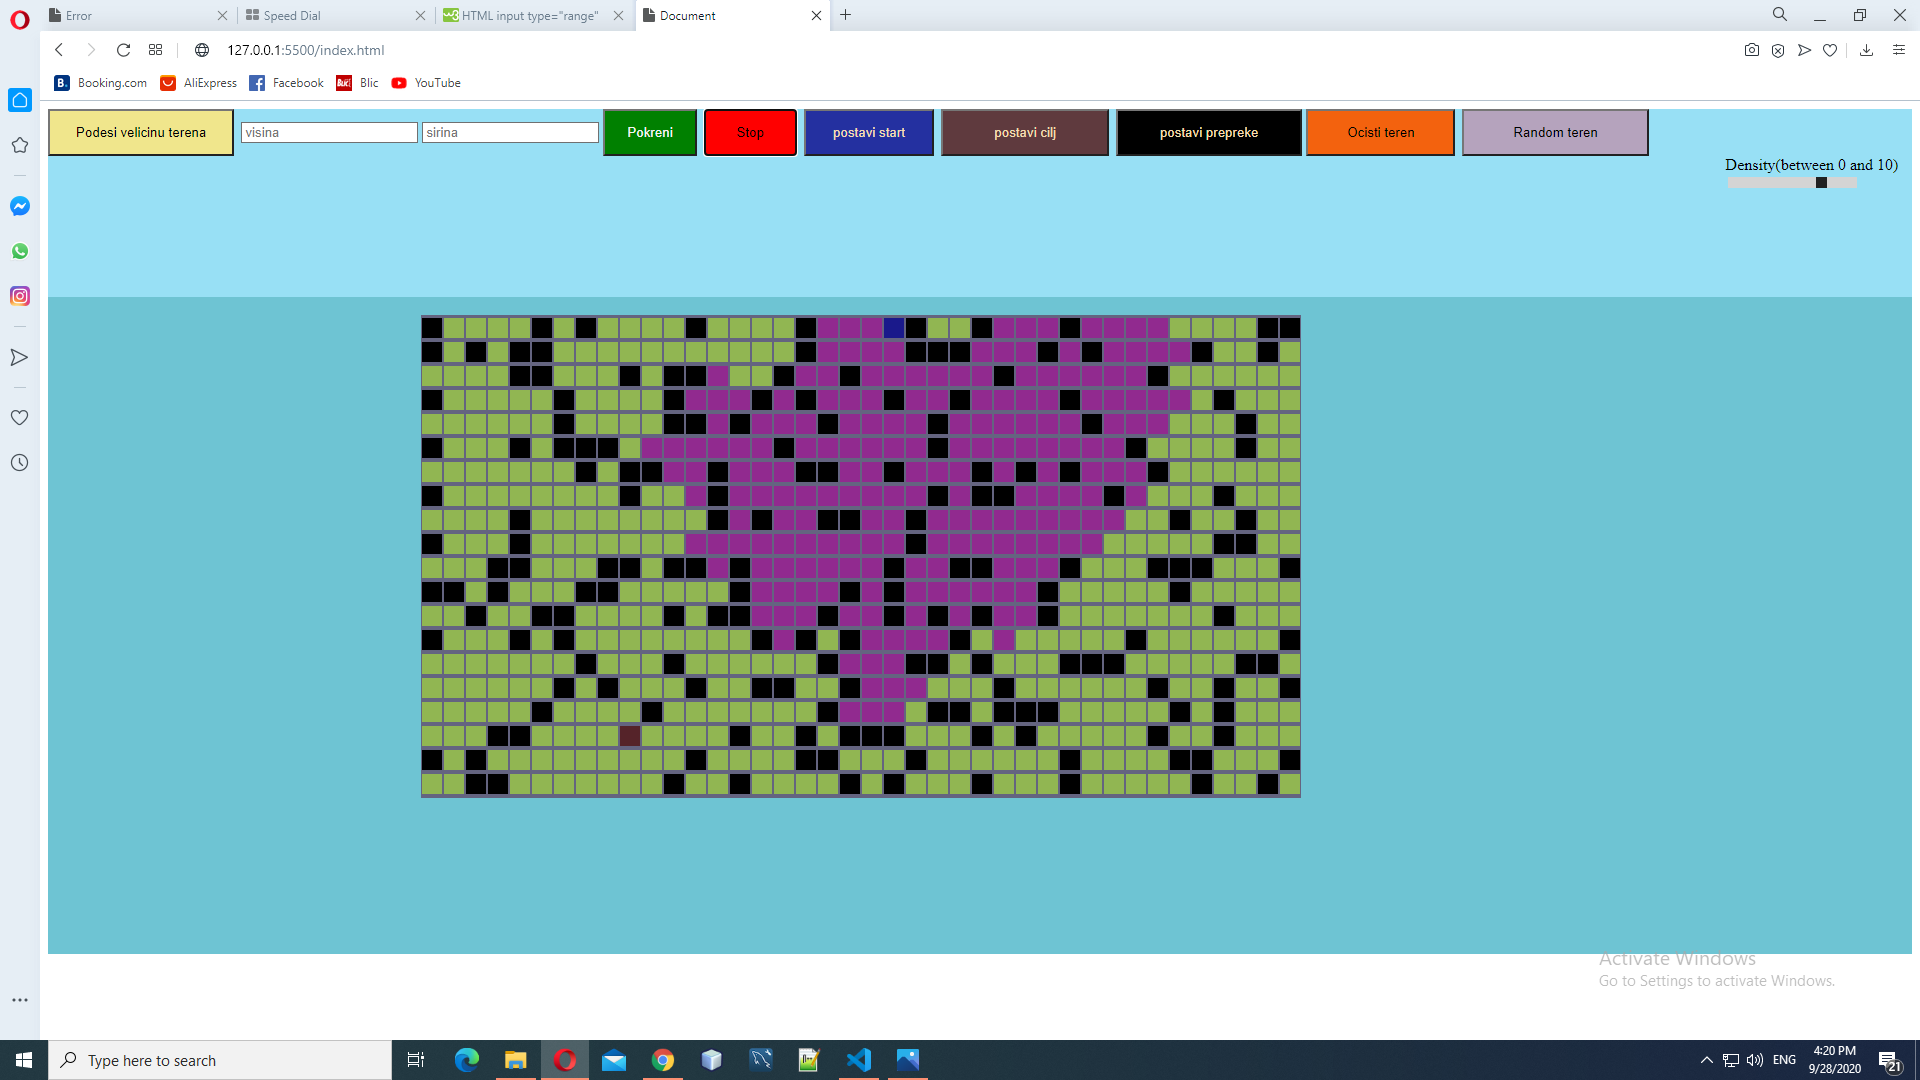 Error
Speed Dial
HTML input type="range"
Document
127.0.0.1:5500/index.html
B. Booking.com
AliExpress
Facebook
Blic
YouTube
Podesi velicinu terena
visina
sirina
Pokreni
Stop
postavi start
postavi cilj
postavi prepreke
Ocisti teren
Random teren
Density(between 0 and 10)
Activate Windows
Go to Settings to activate Windows.
Type here to search
ENG
4:20 PM
9/28/2020
21